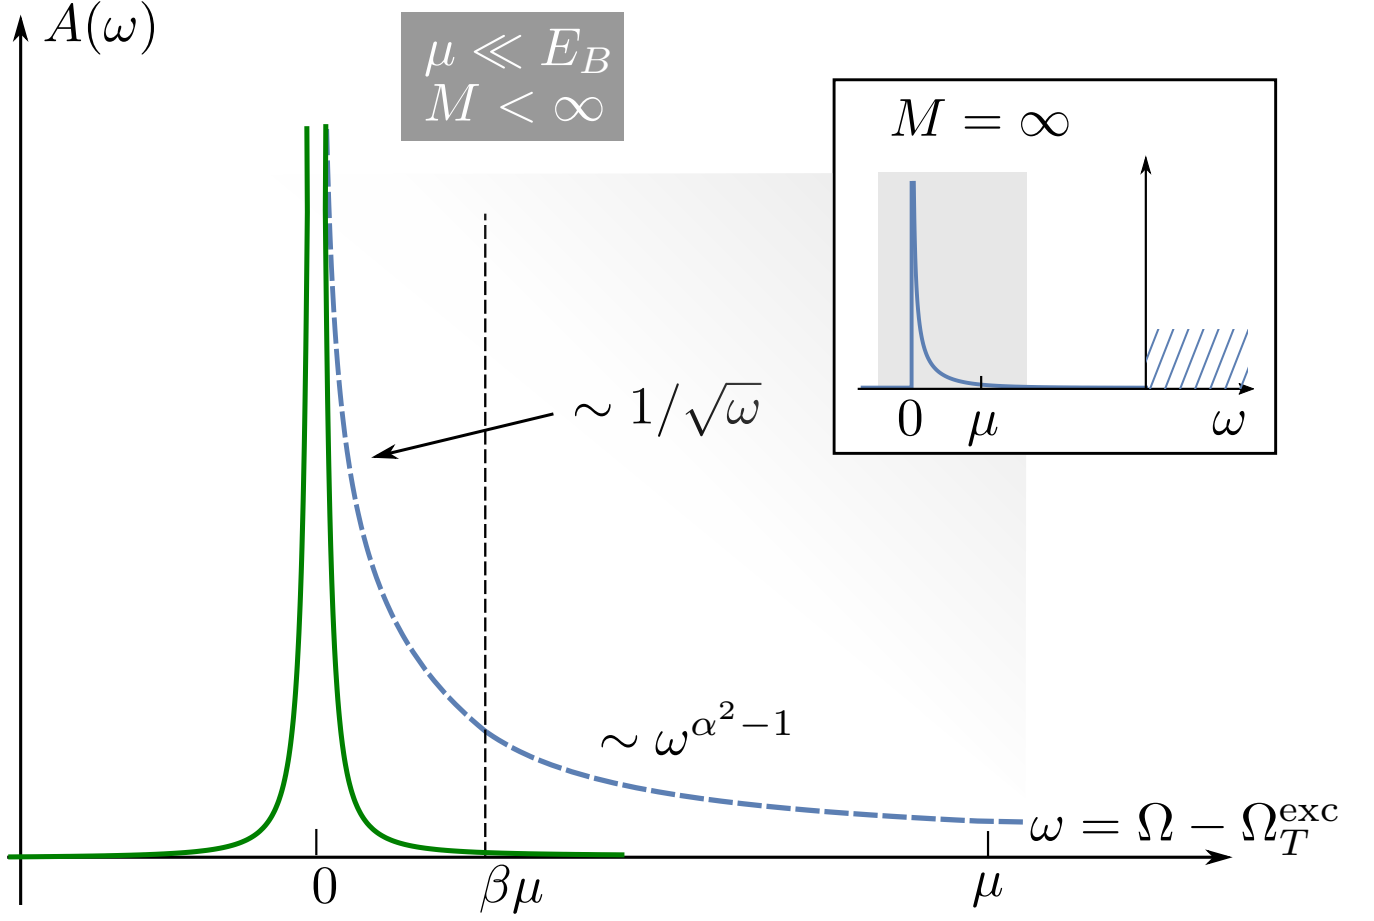 A(ω)
μ ≪ E_B
M < ∞
M = ∞
0 μ ω
∼ 1/√ω
∼ ω^{α²−1}
ω = Ω − Ω_T^{exc}
0 βμ μ